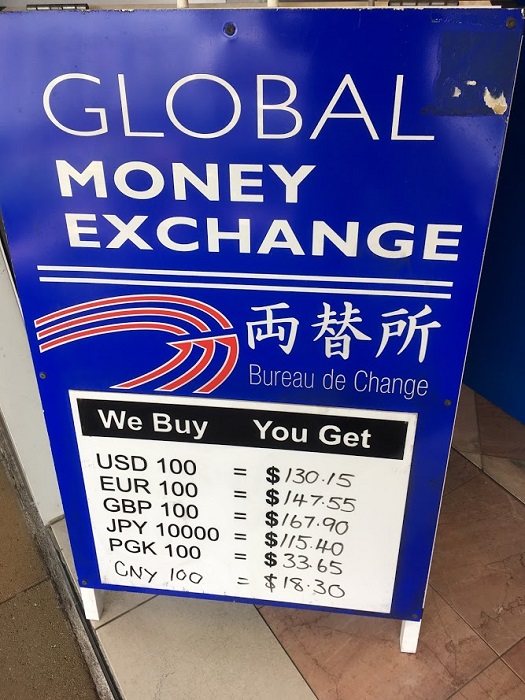 GLOBAL
MONEY
EXCHANGE
両替所
Bureau de Change
We Buy You Get
USD 100 = $130.15
EUR 100 = $147.55
GBP 100 = $167.90
JPY 10000 = $115.40
PGK 100 = $33.65
CNY 100 = $18.30